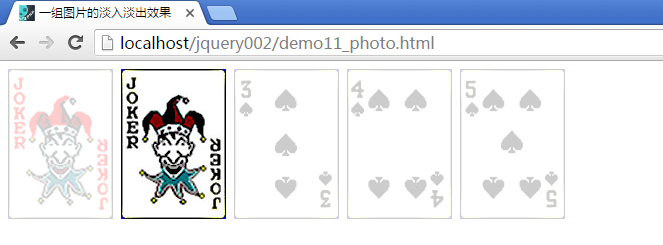 一组图片的淡入淡出效果
localhost/jquery002/demo11_photo.html
JOKER JOKER 3 4 5
JOKER JOKER 3 4 5